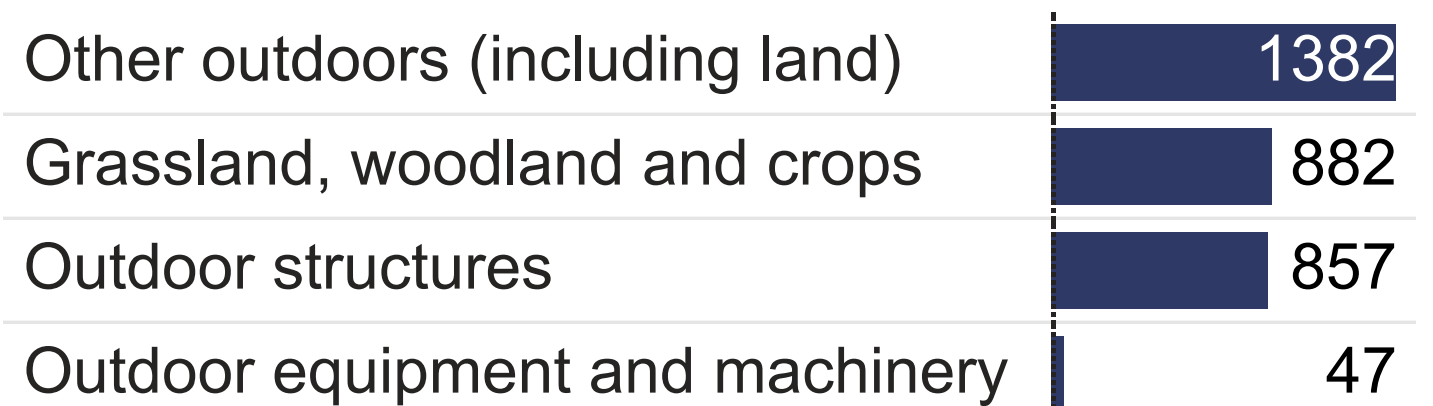 Other outdoors (including land) 1382
Grassland, woodland and crops 882
Outdoor structures 857
Outdoor equipment and machinery 47